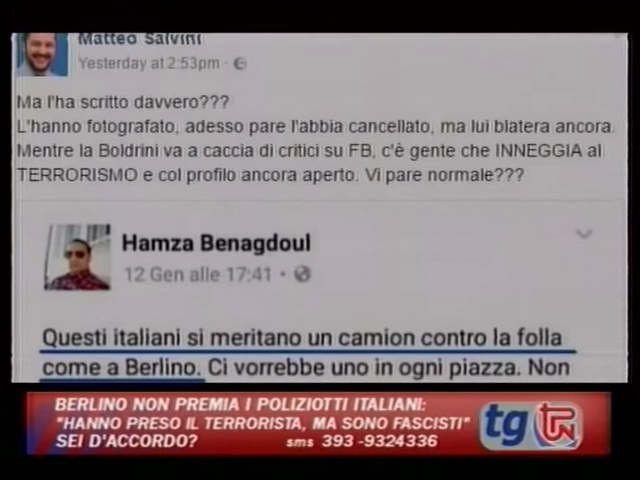 Matteo Salvini
Yesterday at 2:53pm ·
Ma l'ha scritto davvero???
L'hanno fotografato, adesso pare l'abbia cancellato, ma lui blatera ancora.
Mentre la Boldrini va a caccia di critici su FB, c'è gente che INNEGGIA al
TERRORISMO e col profilo ancora aperto. Vi pare normale???
Hamza Benagdoul
12 Gen alle 17:41 ·
Questi italiani si meritano un camion contro la folla
come a Berlino. Ci vorrebbe uno in ogni piazza. Non
BERLINO NON PREMIA I POLIZIOTTI ITALIANI:
"HANNO PRESO IL TERRORISTA, MA SONO FASCISTI"
SEI D'ACCORDO? sms 393 -9324336
tg TPN